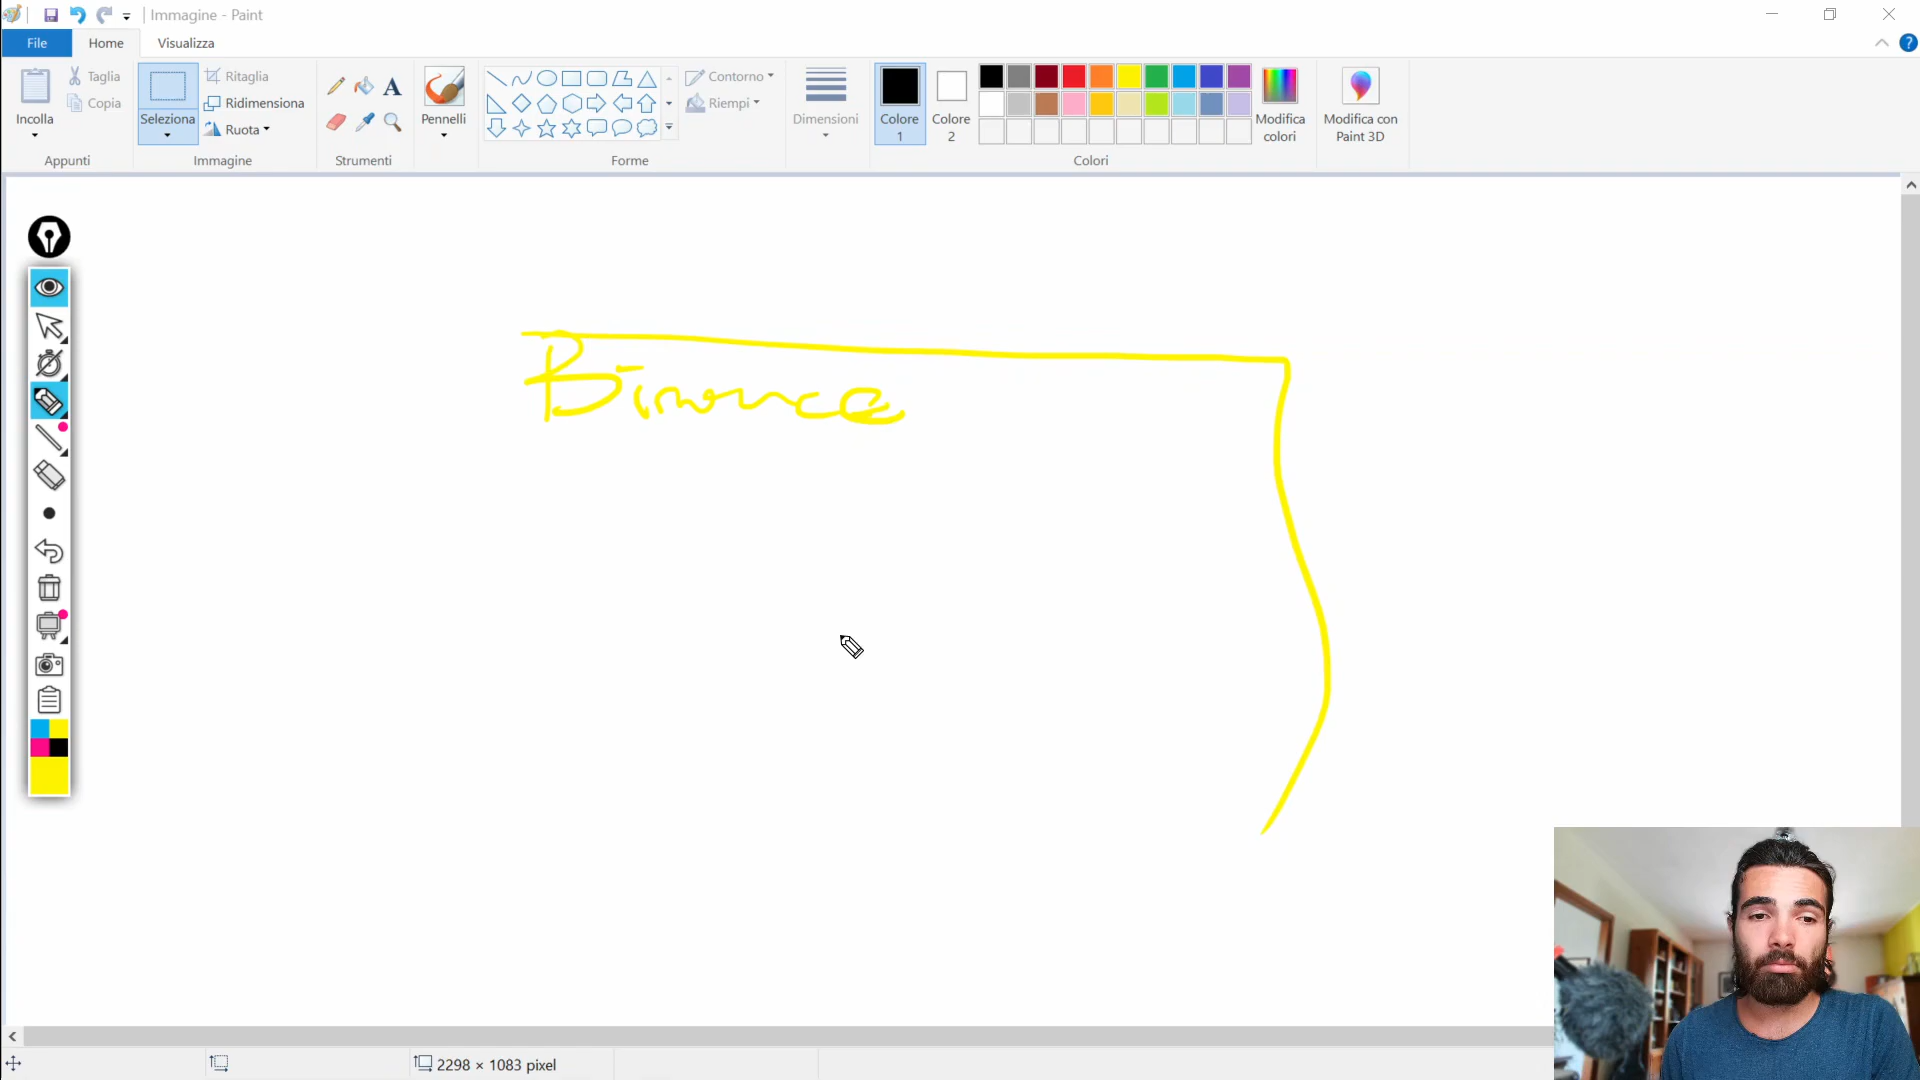 Immagine - Paint
File Home Visualizza
Incolla
Taglia
Copia
Appunti
Seleziona
Ritaglia
Ridimensiona
Ruota
Immagine
Strumenti
Pennelli
Forme
Contorno
Riempi
Dimensioni
Colore
1
Colore
2
Colori
Modifica
colori
Modifica con
Paint 3D
Binance
2298 × 1083 pixel